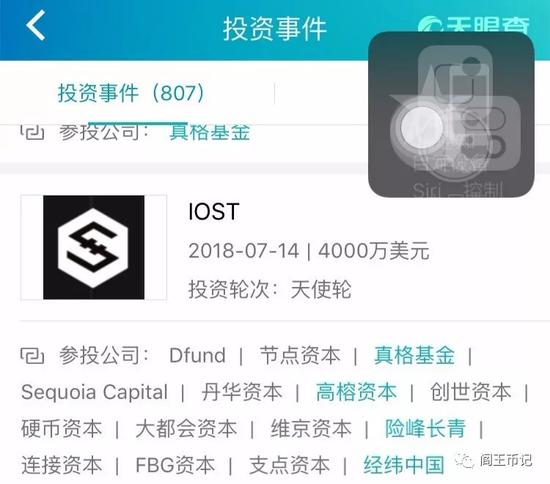 投资事件
天眼查
投资事件（807）
参投公司： 真格基金
Siri 控制
IOST
2018-07-14 | 4000万美元
投资轮次：天使轮
参投公司： Dfund | 节点资本 | 真格基金 |
Sequoia Capital | 丹华资本 | 高榕资本 | 创世资本 |
硬币资本 | 大都会资本 | 维京资本 | 险峰长青 |
连接资本 | FBG资本 | 支点资本 | 经纬中国
阎王币记